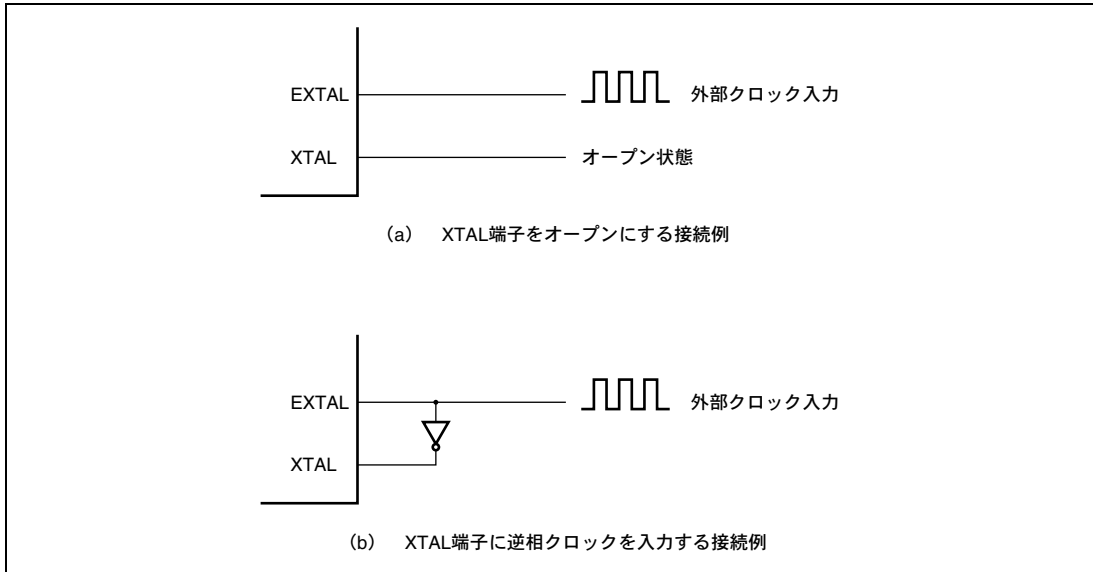 EXTAL 外部クロック入力
XTAL オープン状態
(a) XTAL端子をオープンにする接続例
EXTAL 外部クロック入力
XTAL
(b) XTAL端子に逆相クロックを入力する接続例